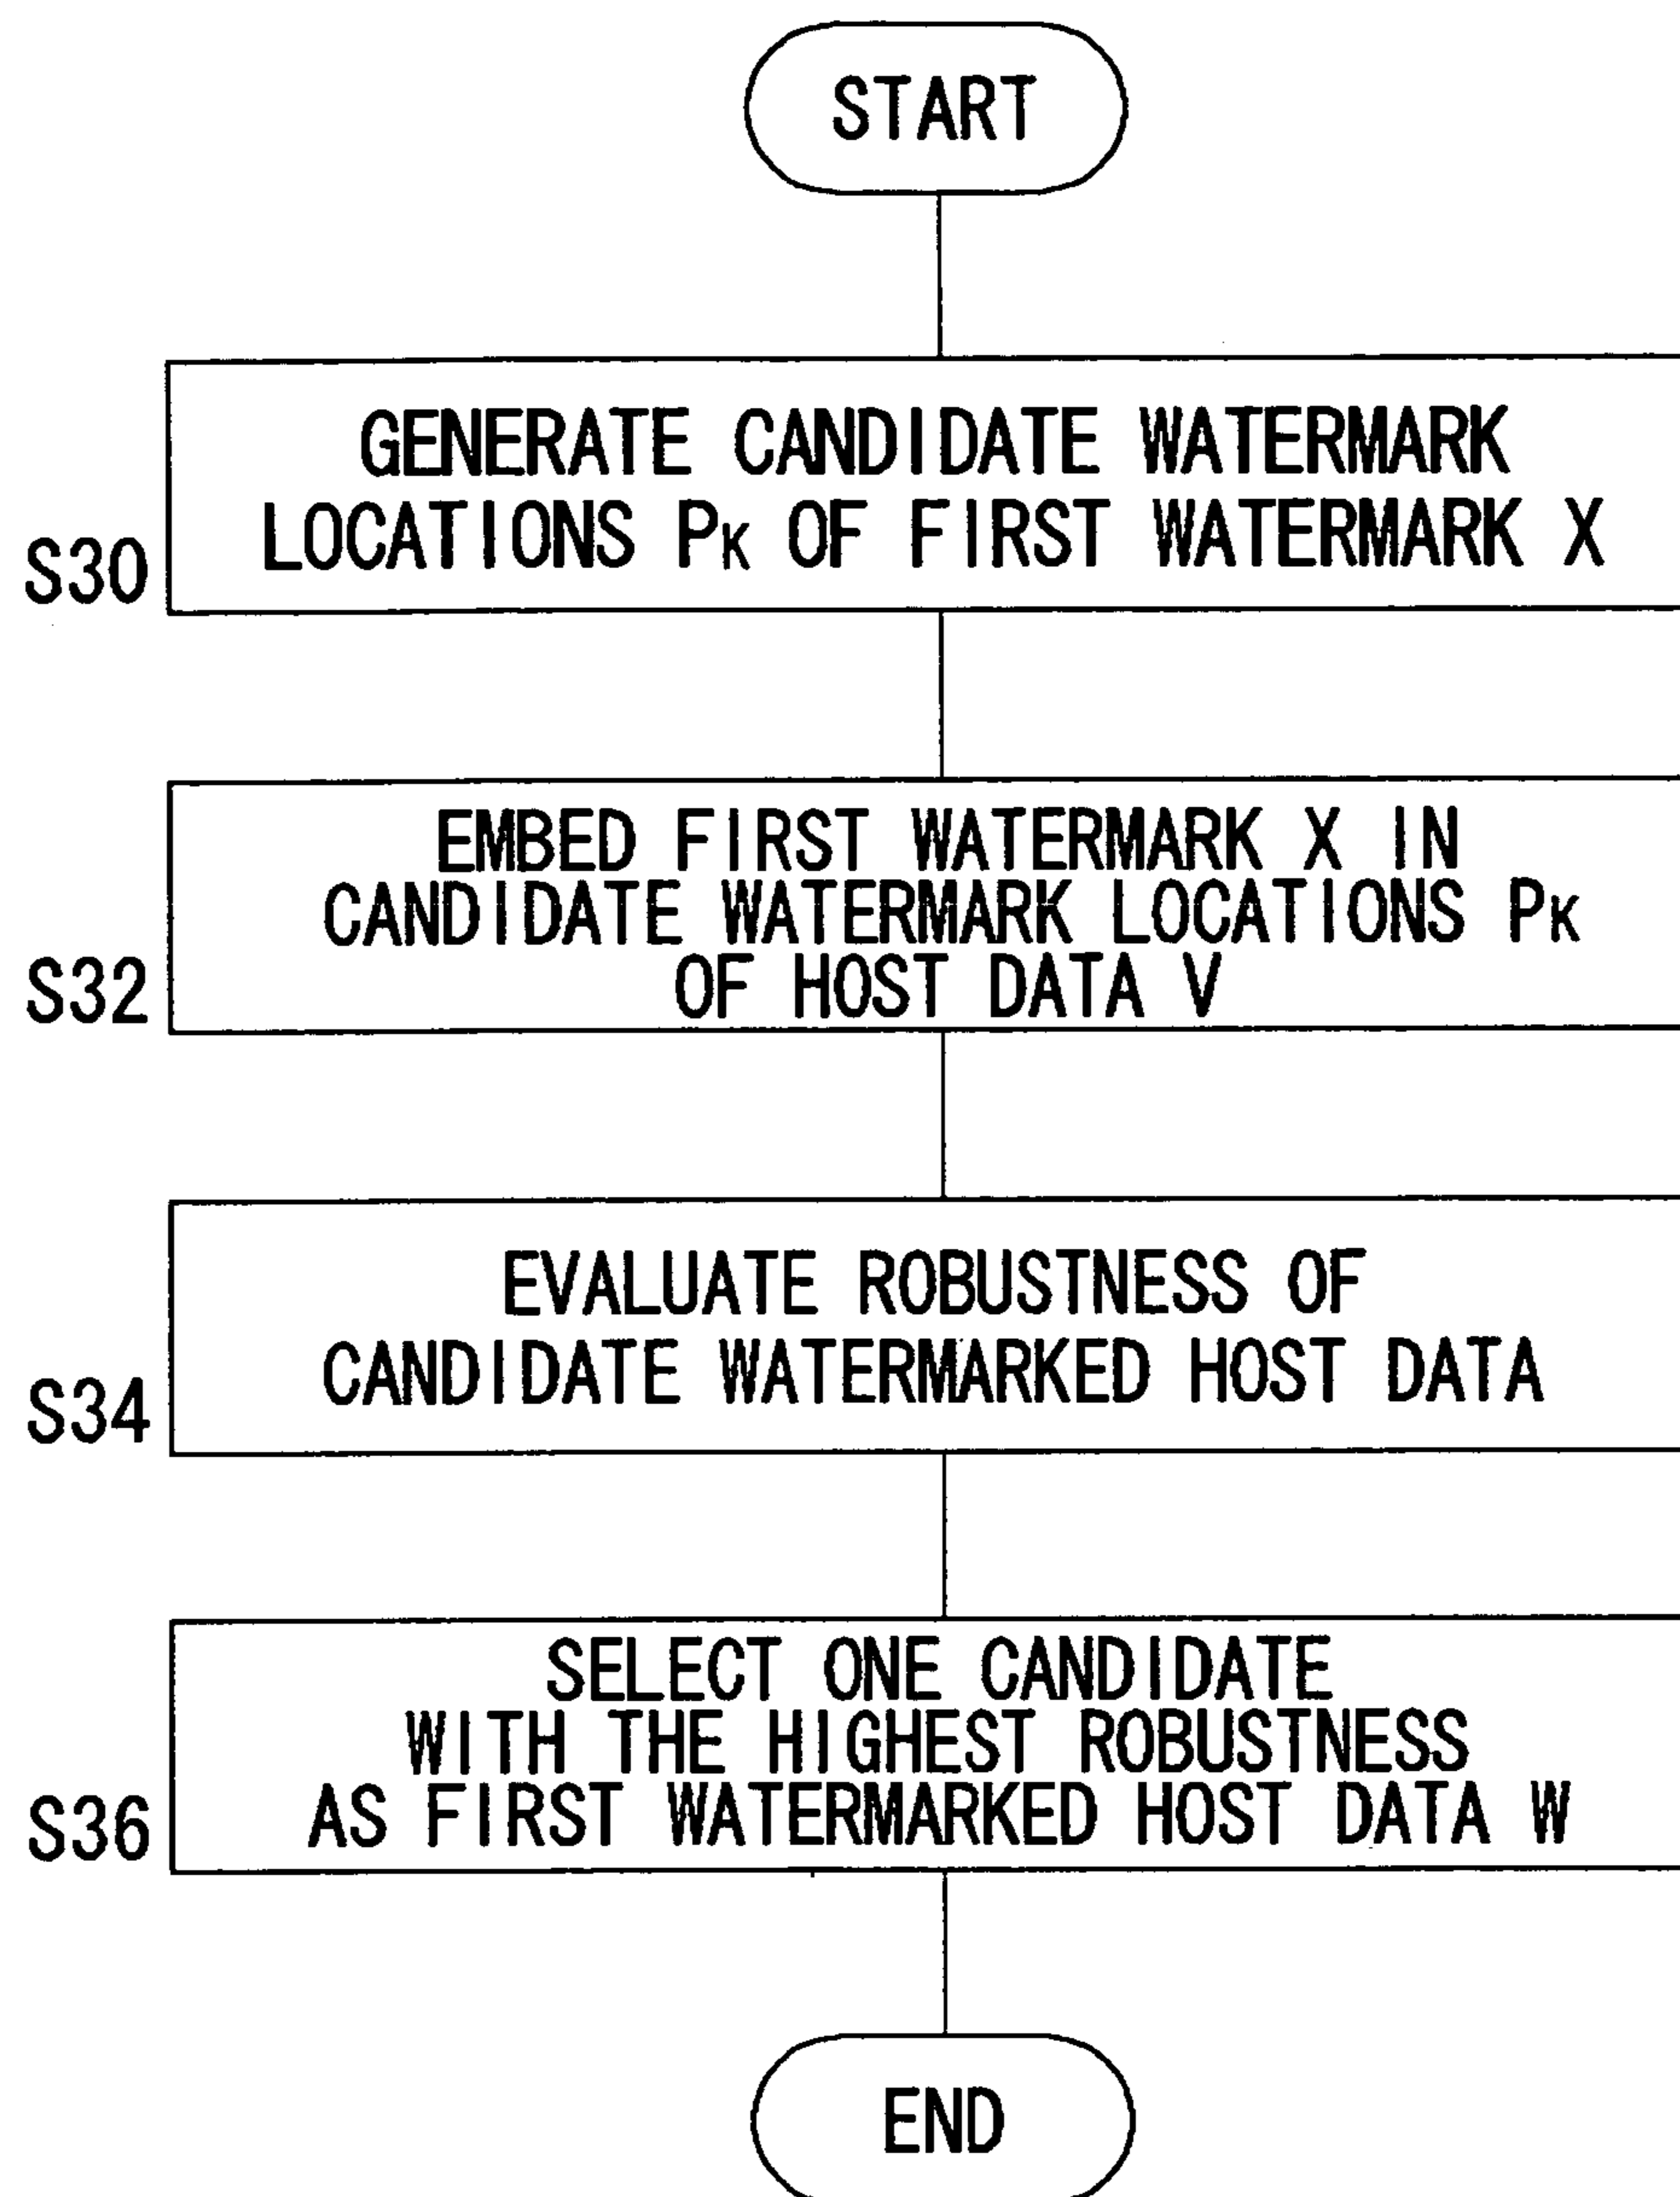 START
GENERATE CANDIDATE WATERMARK
LOCATIONS PK OF FIRST WATERMARK X
S30
EMBED FIRST WATERMARK X IN
CANDIDATE WATERMARK LOCATIONS PK
OF HOST DATA V
S32
EVALUATE ROBUSTNESS OF
CANDIDATE WATERMARKED HOST DATA
S34
SELECT ONE CANDIDATE
WITH THE HIGHEST ROBUSTNESS
AS FIRST WATERMARKED HOST DATA W
S36
END